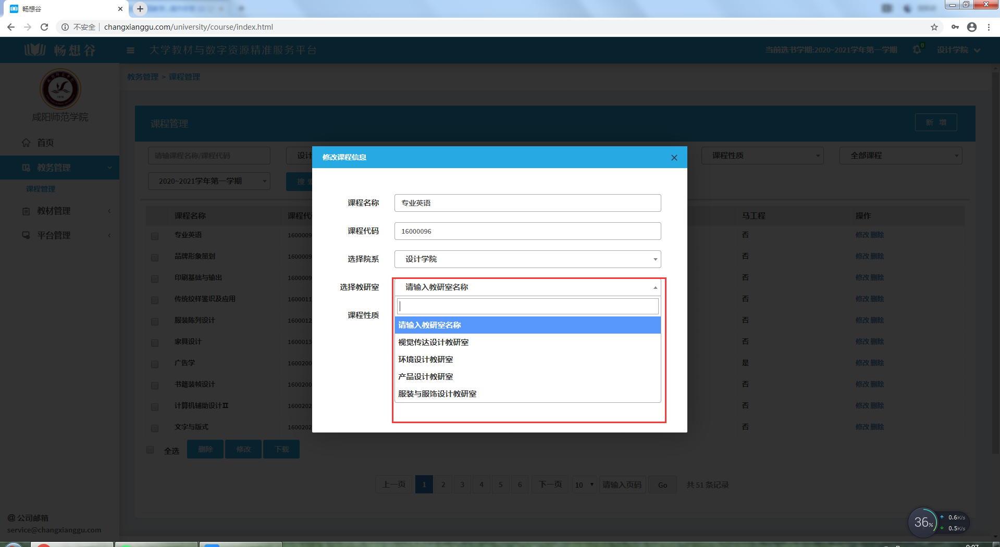 畅想谷
不安全 changxianggu.com/university/course/index.html
畅想谷 大学教材与数字资源精准服务平台 当前选书学期:2020~2021学年第一学期 0 设计学院
咸阳师范学院
首页
教务管理
课程管理
教材管理
平台管理
@ 公司邮箱
service@changxianggu.com
教务管理 > 课程管理
课程管理 新 增
请输课程名称/课程代码 设计 课程性质 全部课程
2020~2021学年第一学期 搜
课程名称 课程代 马工程 操作
专业英语 1600009 否 修改 删除
品牌形象策划 1600009 否 修改 删除
印刷基础与输出 1600009 否 修改 删除
传统纹样鉴识及应用 1600011 否 修改 删除
服装陈列设计 1600012 否 修改 删除
家具设计 1600013 否 修改 删除
广告学 1600200 是 修改 删除
书籍装帧设计 1600200 否 修改 删除
计算机辅助设计II 1600202 否 修改 删除
文字与版式 1600202 否 修改 删除
全选 删除 修改 下载
上一页 1 2 3 4 5 6 下一页 10 请输入页码 Go 共 51 条记录
修改课程信息
课程名称 专业英语
课程代码 16000096
选择院系 设计学院
选择教研室 请输入教研室名称
课程性质
请输入教研室名称
视觉传达设计教研室
环境设计教研室
产品设计教研室
服装与服饰设计教研室
36%
0.6K/s
0.5K/s